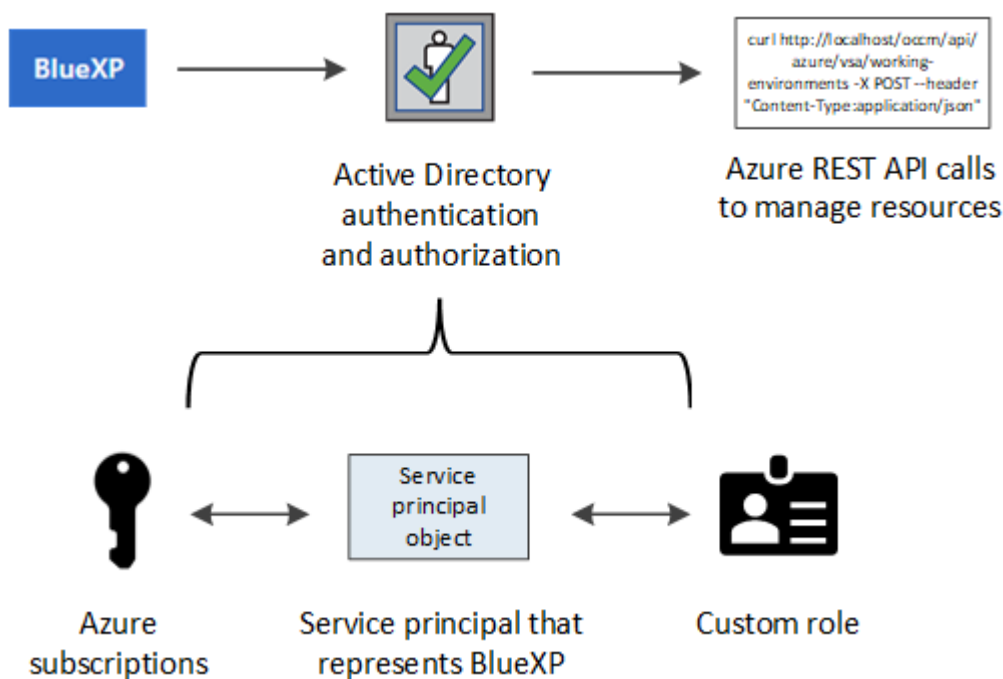 BlueXP
curl http://localhost/occm/api/
azure/vsa/working-
environments -X POST --header
"Content-Type:application/json"
Active Directory
authentication
and authorization
Azure REST API calls
to manage resources
Service
principal
object
Azure
subscriptions
Service principal that
represents BlueXP
Custom role